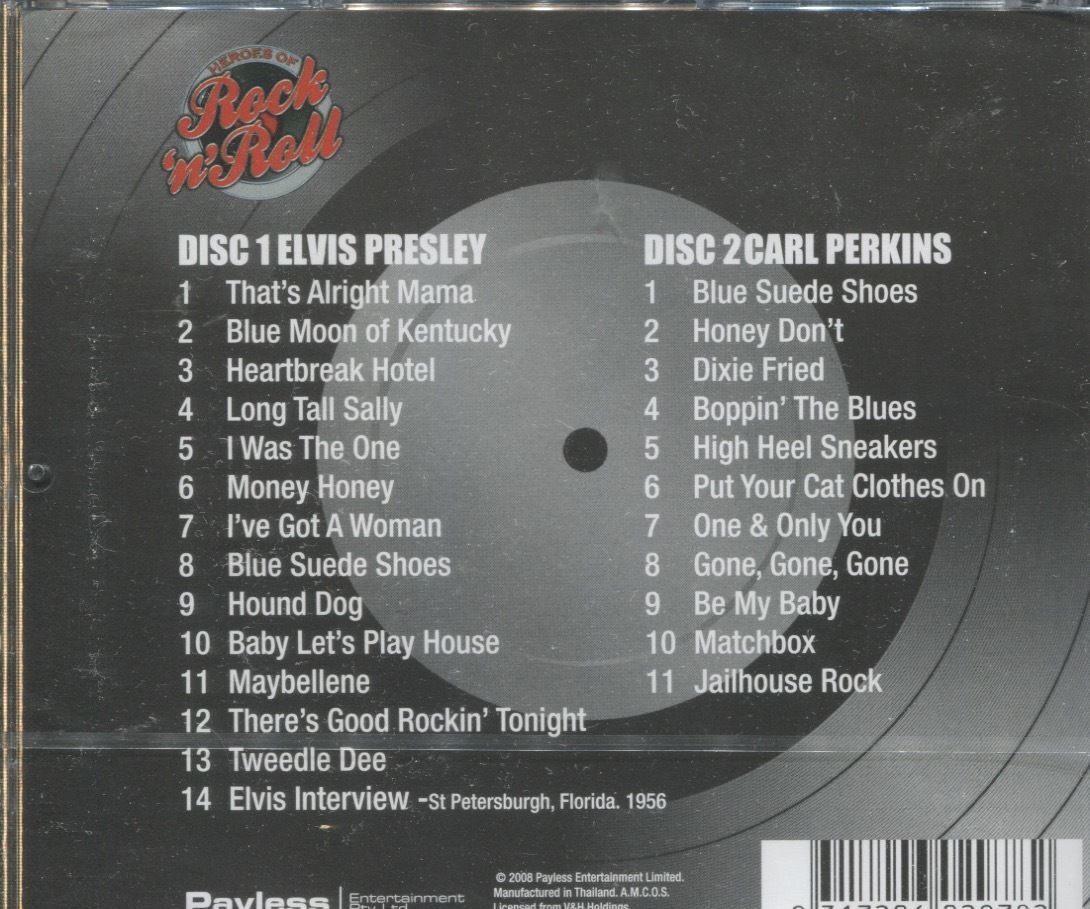 HEROES OF
Rock
'n' Roll
DISC 1 ELVIS PRESLEY
1 That's Alright Mama
2 Blue Moon of Kentucky
3 Heartbreak Hotel
4 Long Tall Sally
5 I Was The One
6 Money Honey
7 I've Got A Woman
8 Blue Suede Shoes
9 Hound Dog
10 Baby Let's Play House
11 Maybellene
12 There's Good Rockin' Tonight
13 Tweedle Dee
14 Elvis Interview -St Petersburgh, Florida. 1956
DISC 2 CARL PERKINS
1 Blue Suede Shoes
2 Honey Don't
3 Dixie Fried
4 Boppin' The Blues
5 High Heel Sneakers
6 Put Your Cat Clothes On
7 One & Only You
8 Gone, Gone, Gone
9 Be My Baby
10 Matchbox
11 Jailhouse Rock
Payless
Entertainment
Pty Ltd
© 2008 Payless Entertainment Limited.
Manufactured in Thailand. A.M.C.O.S.
Licensed from V&H Holdings